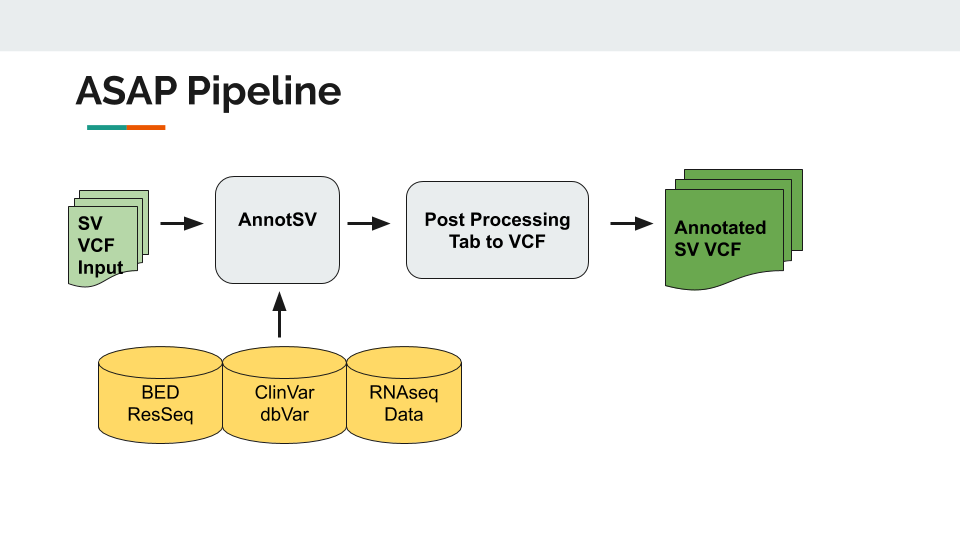 ASAP Pipeline
SV
VCF
Input
AnnotSV
Post Processing
Tab to VCF
Annotated
SV VCF
BED
ResSeq
ClinVar
dbVar
RNAseq
Data